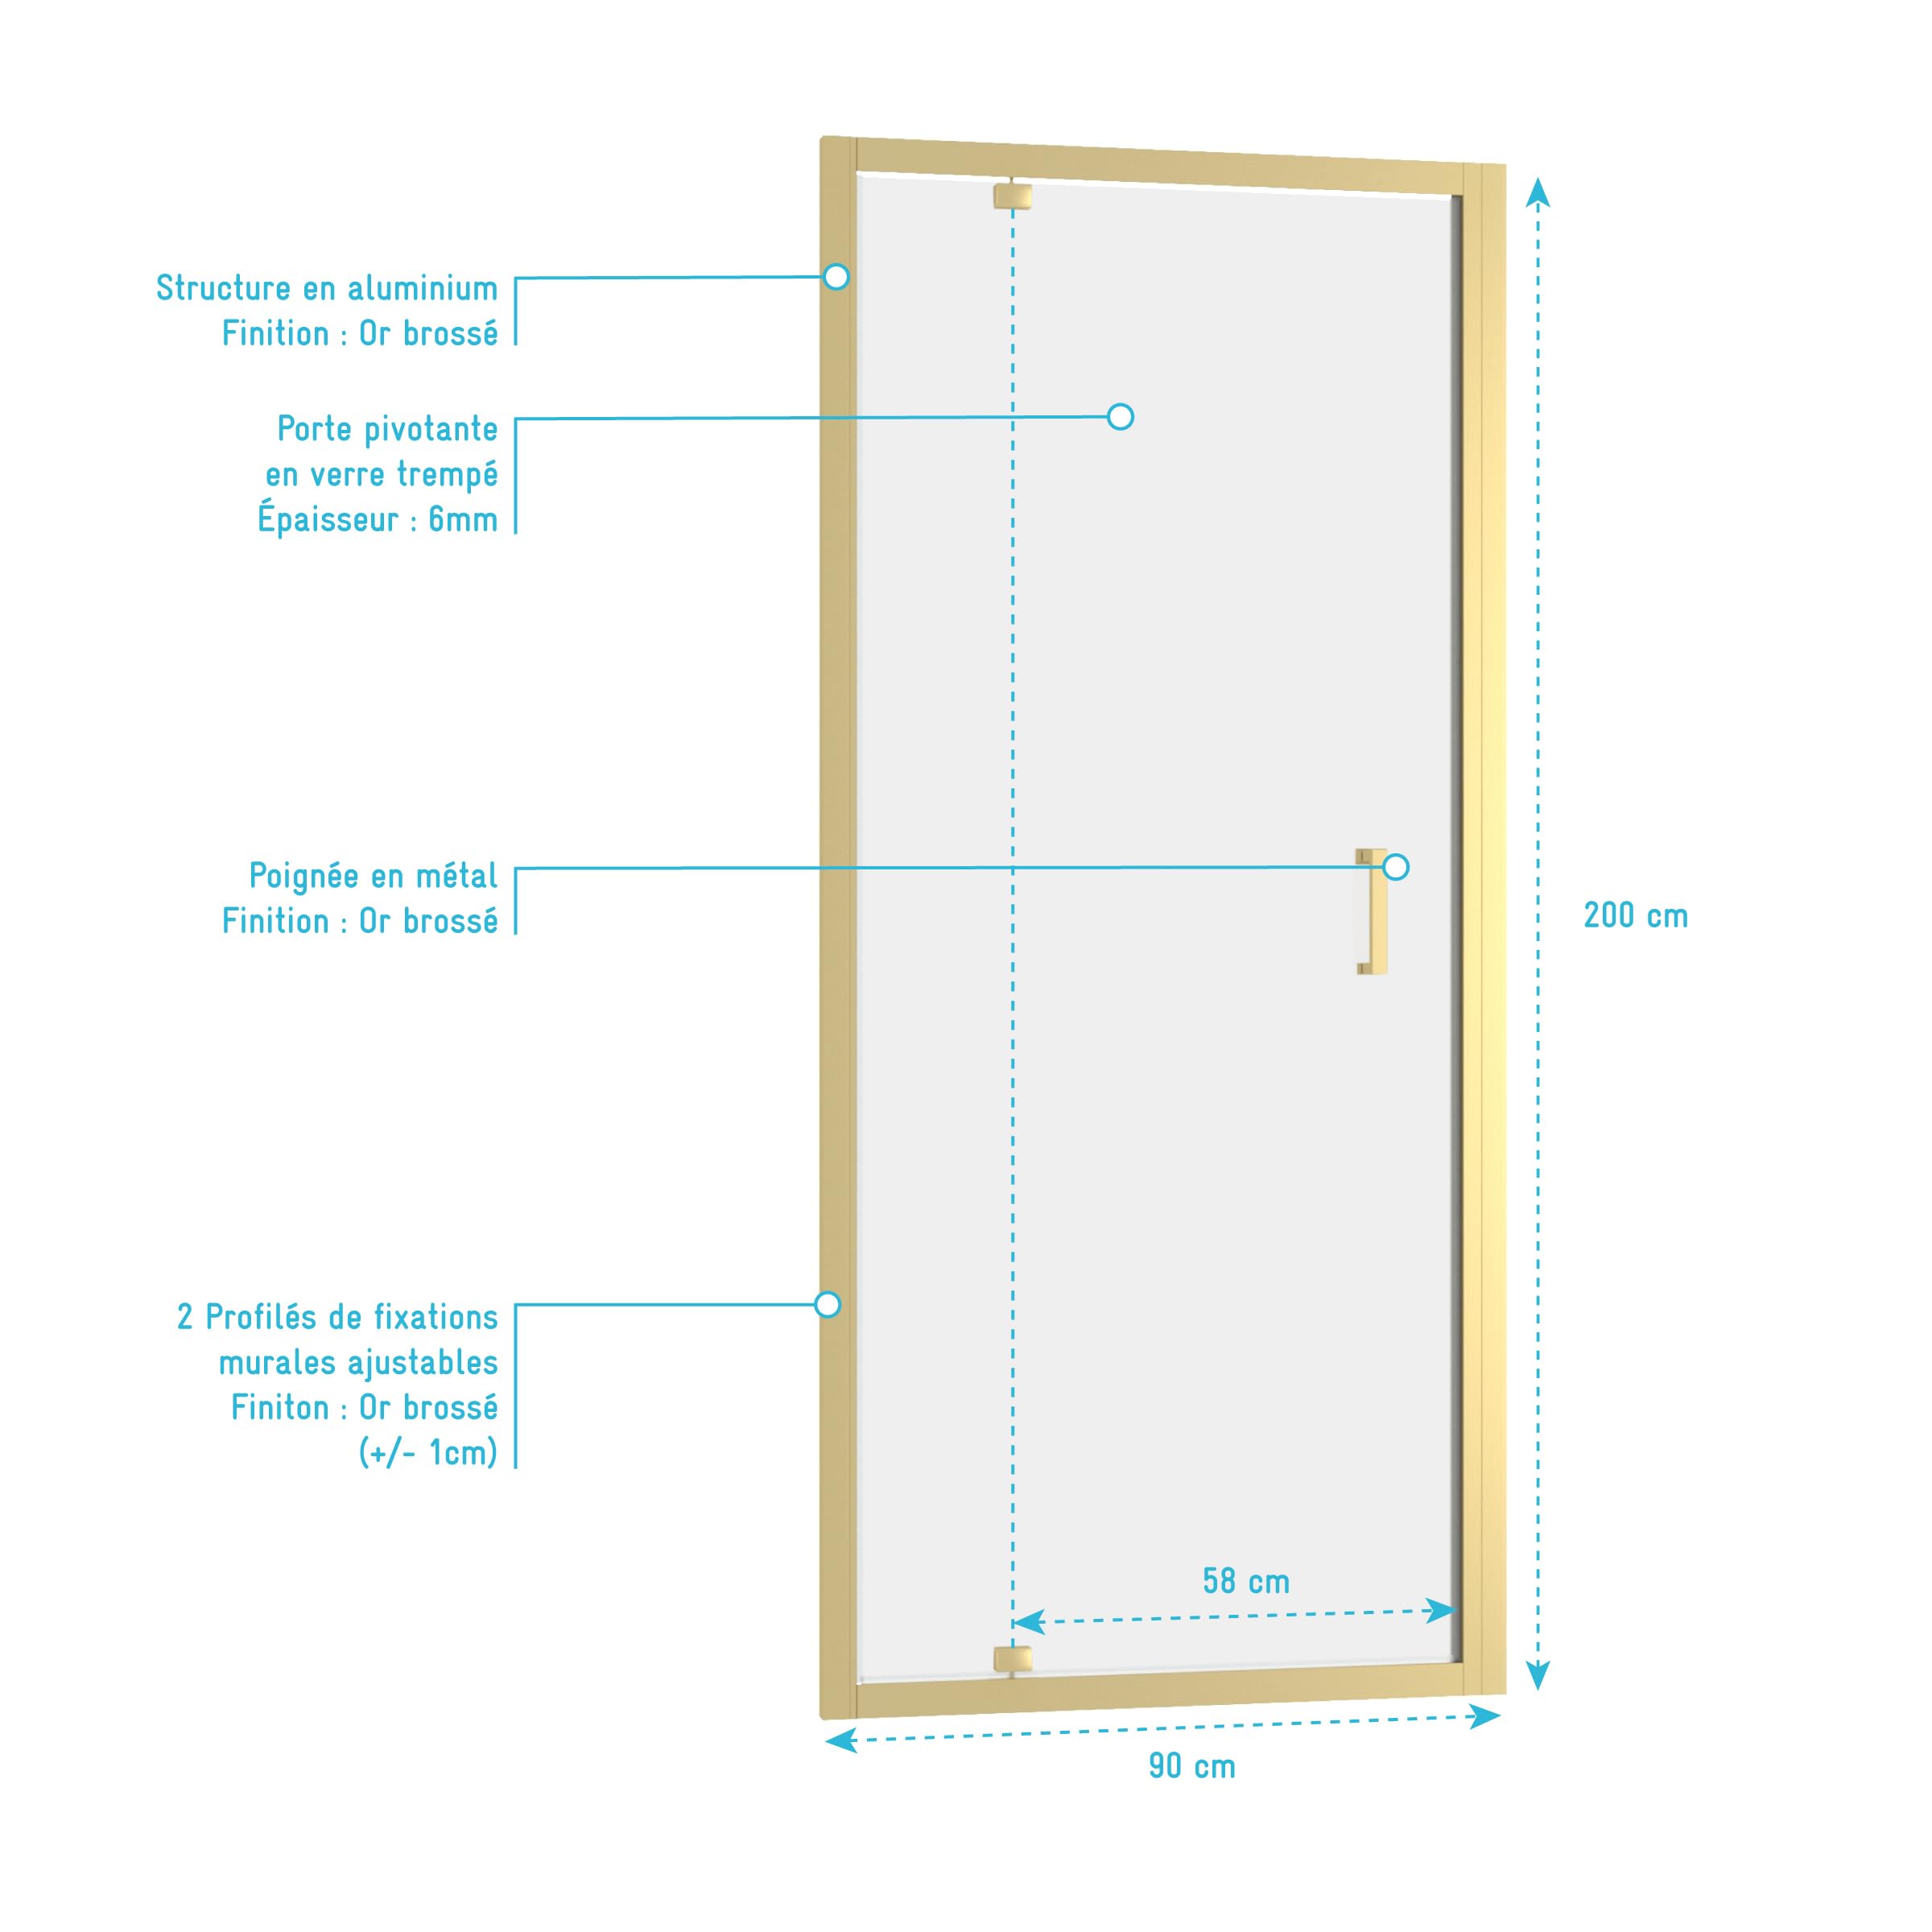 Structure en aluminium
Finition : Or brossé
Porte pivotante
en verre trempé
Épaisseur : 6mm
Poignée en métal
Finition : Or brossé
200 cm
2 Profilés de fixations
murales ajustables
Finiton : Or brossé
(+/- 1cm)
58 cm
90 cm